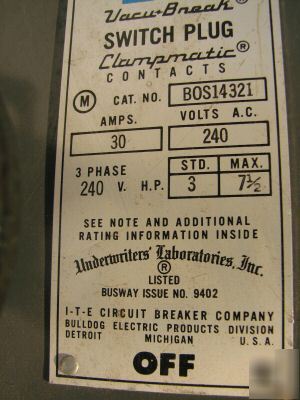 Vacu-Break®
SWITCH PLUG
Clampmatic®
CONTACTS
M CAT. NO. BOS14321
AMPS. VOLTS A.C.
30 240
3 PHASE STD. MAX.
240 V. H.P. 3 7½
SEE NOTE AND ADDITIONAL
RATING INFORMATION INSIDE
Underwriters' Laboratories, Inc.
®
LISTED
BUSWAY ISSUE NO. 9402
I-T-E CIRCUIT BREAKER COMPANY
BULLDOG ELECTRIC PRODUCTS DIVISION
DETROIT MICHIGAN U.S.A.
OFF